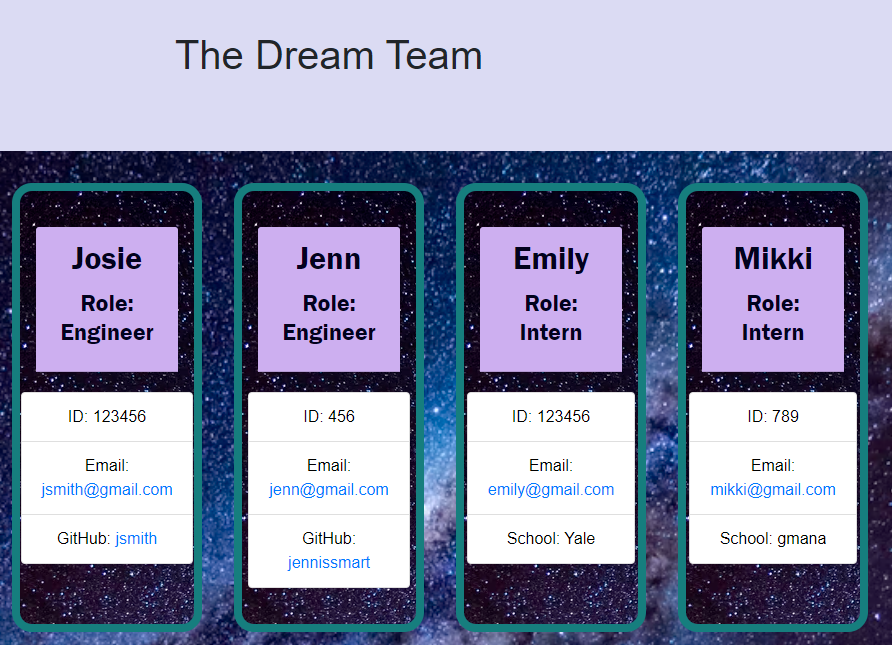 The Dream Team
Josie
Role:
Engineer
ID: 123456
Email:
jsmith@gmail.com
GitHub: jsmith
Jenn
Role:
Engineer
ID: 456
Email:
jenn@gmail.com
GitHub:
jennissmart
Emily
Role:
Intern
ID: 123456
Email:
emily@gmail.com
School: Yale
Mikki
Role:
Intern
ID: 789
Email:
mikki@gmail.com
School: gmana